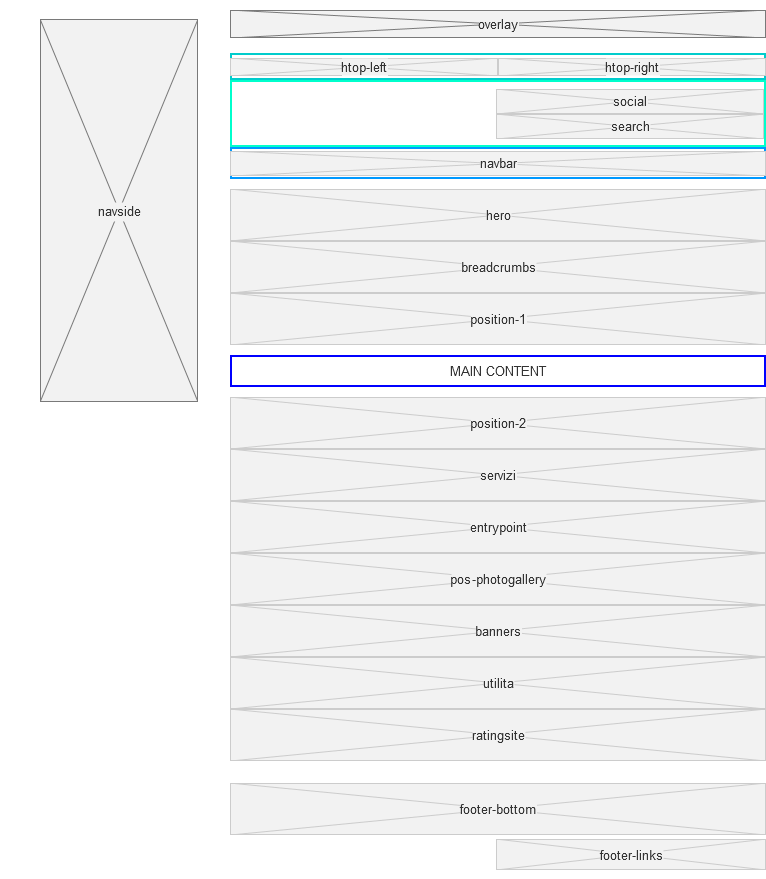 overlay
htop-left
htop-right
social
search
navbar
navside
hero
breadcrumbs
position-1
MAIN CONTENT
position-2
servizi
entrypoint
pos-photogallery
banners
utilita
ratingsite
footer-bottom
footer-links